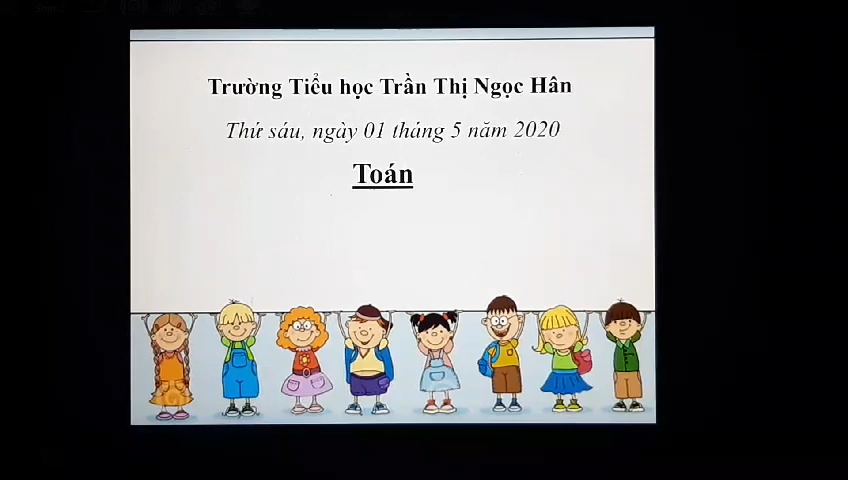 Trường Tiểu học Trần Thị Ngọc Hân
Thứ sáu, ngày 01 tháng 5 năm 2020
Toán